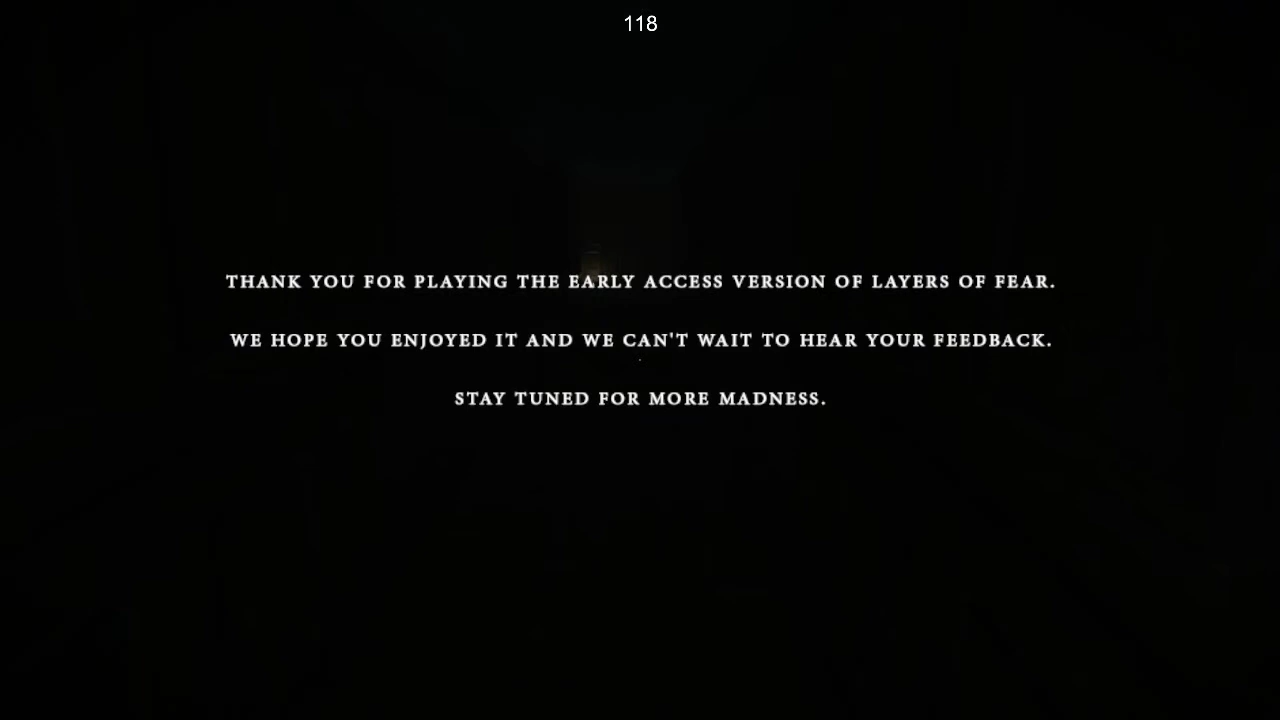 118
THANK YOU FOR PLAYING THE EARLY ACCESS VERSION OF LAYERS OF FEAR.
WE HOPE YOU ENJOYED IT AND WE CAN'T WAIT TO HEAR YOUR FEEDBACK.
STAY TUNED FOR MORE MADNESS.